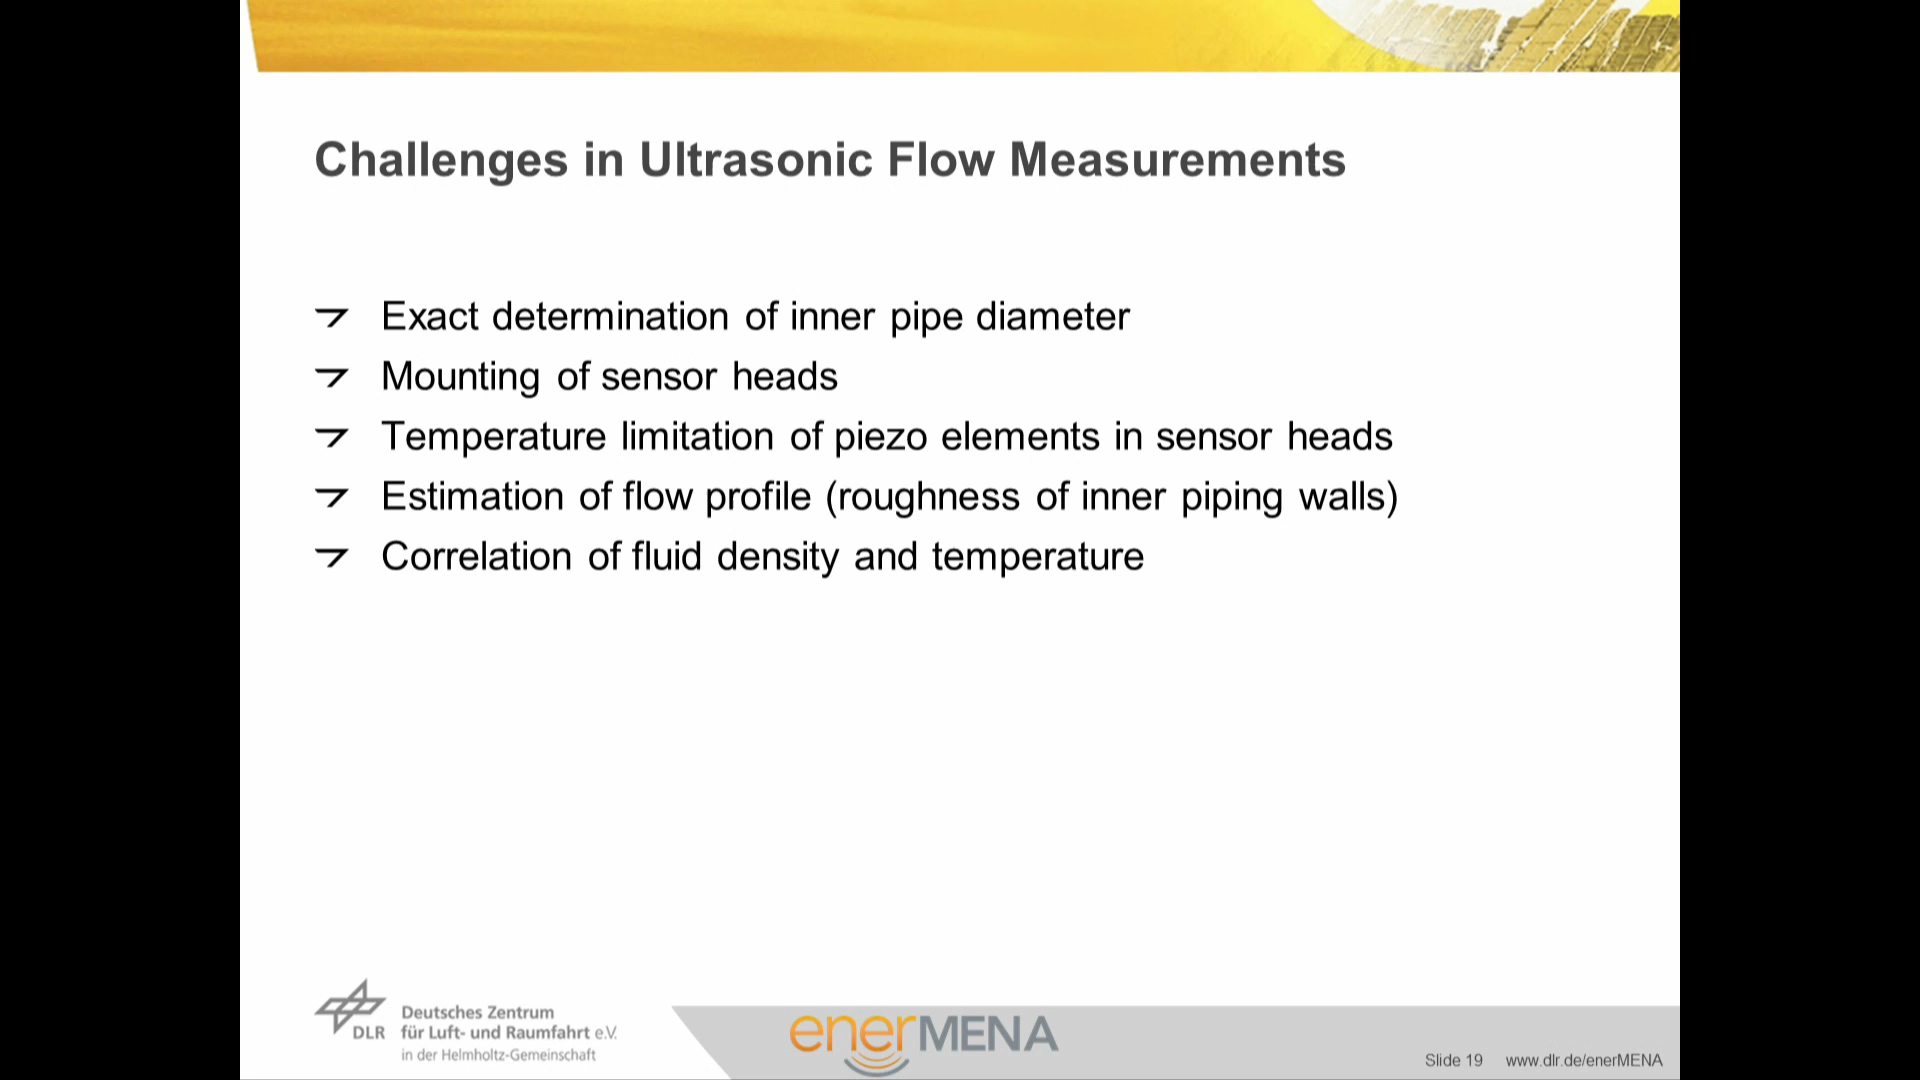 Challenges in Ultrasonic Flow Measurements
Exact determination of inner pipe diameter
Mounting of sensor heads
Temperature limitation of piezo elements in sensor heads
Estimation of flow profile (roughness of inner piping walls)
Correlation of fluid density and temperature
DLR
Deutsches Zentrum
für Luft- und Raumfahrt e.V.
in der Helmholtz-Gemeinschaft
enerMENA
Slide 19 www.dlr.de/enerMENA